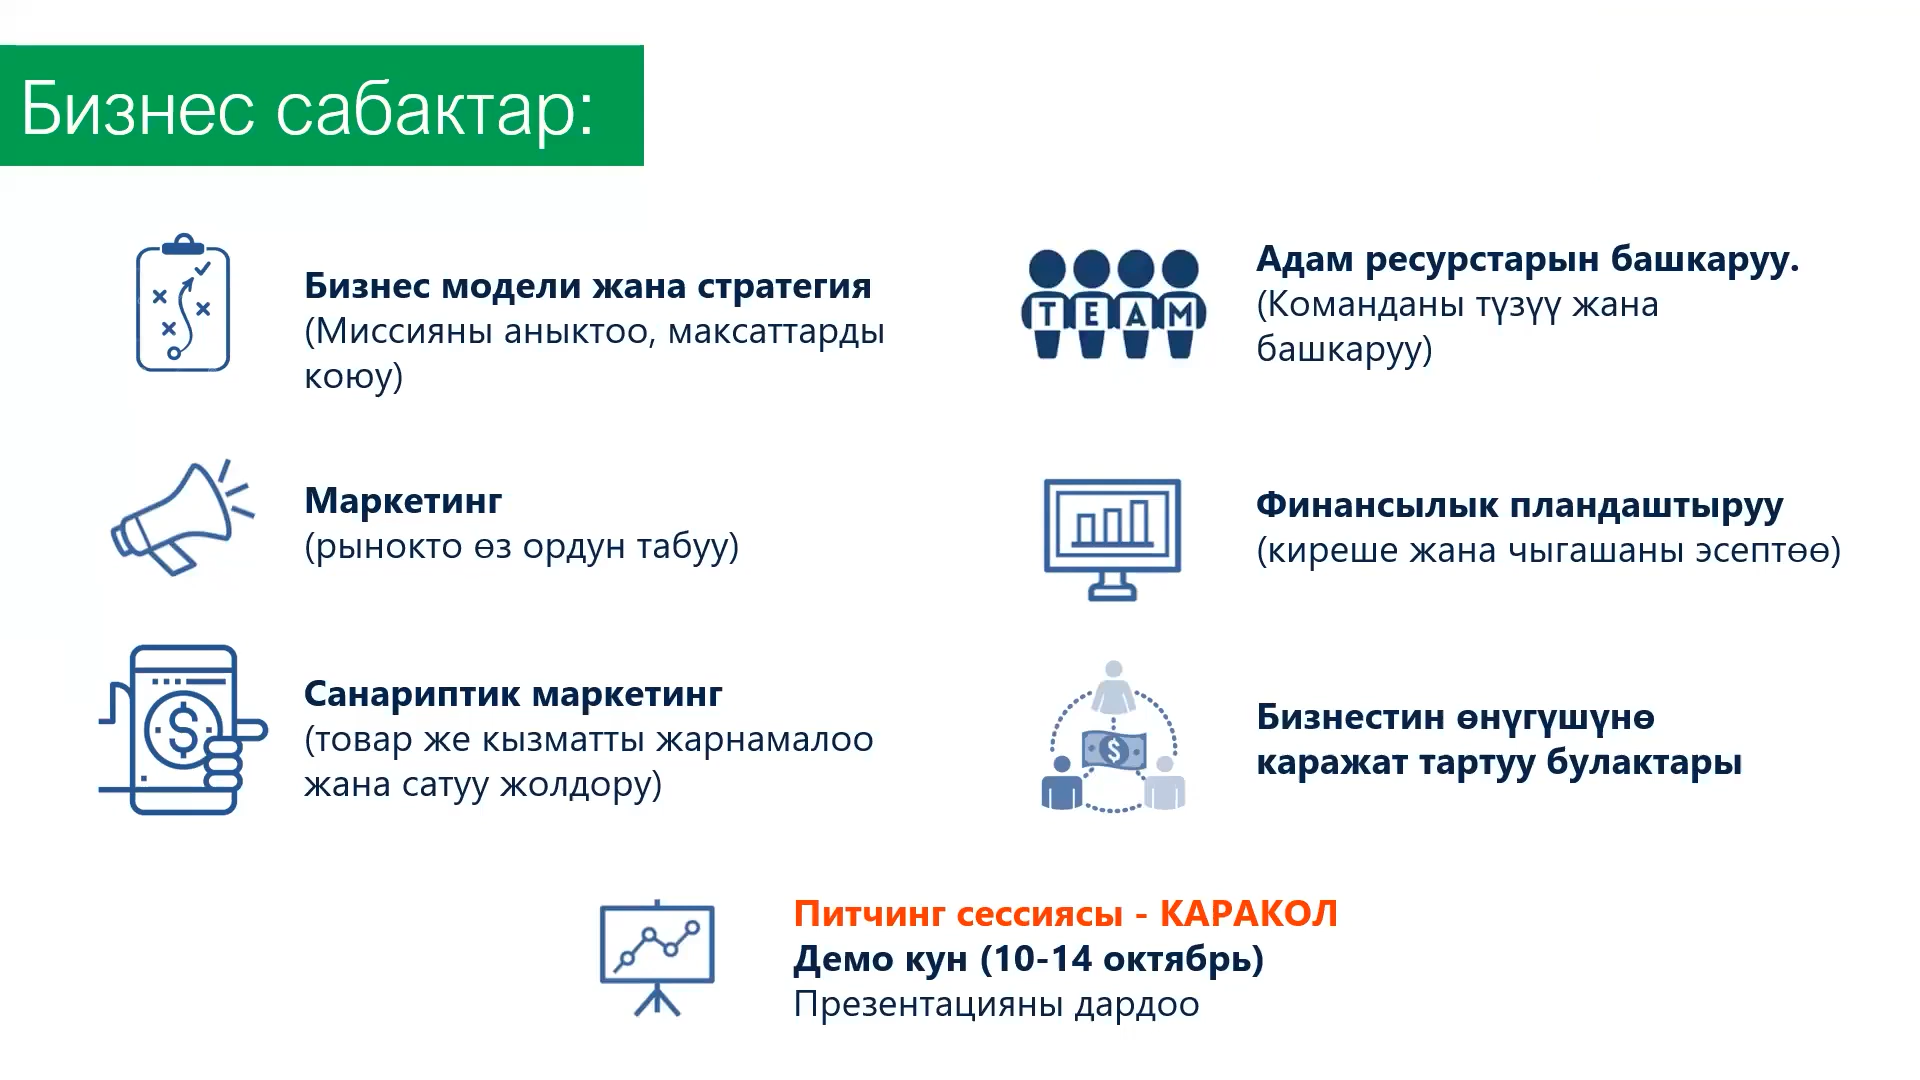 Бизнес сабактар:
Бизнес модели жана стратегия
(Миссияны аныктоо, максаттарды
коюу)
Маркетинг
(рынокто өз ордун табуу)
Санариптик маркетинг
(товар же кызматты жарнамалоо
жана сатуу жолдору)
TEAM
Адам ресурстарын башкаруу.
(Команданы түзүү жана
башкаруу)
Финансылык пландаштыруу
(киреше жана чыгашаны эсептөө)
Бизнестин өнүгүшүнө
каражат тартуу булактары
Питчинг сессиясы - КАРАКОЛ
Демо кун (10-14 октябрь)
Презентацияны дардоо